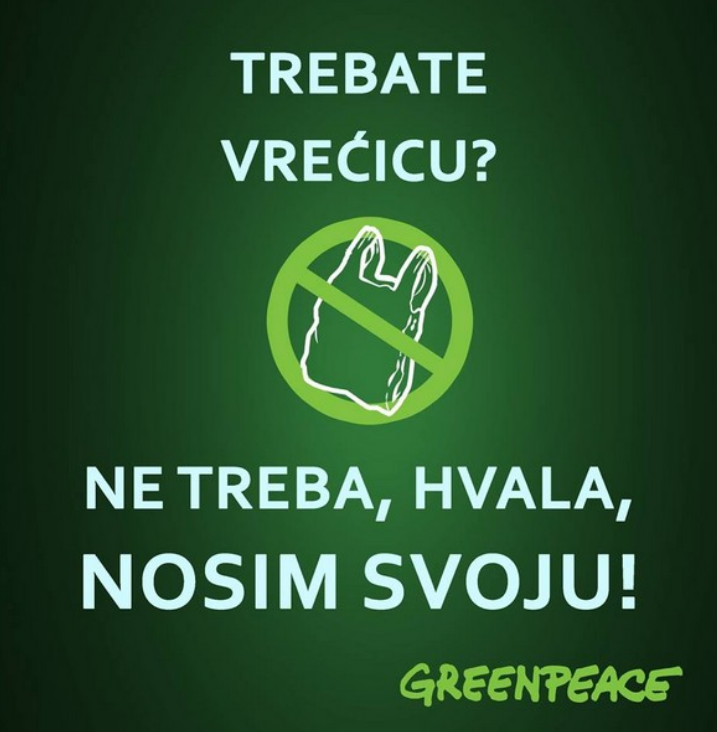 TREBATE
VREĆICU?
NE TREBA, HVALA,
NOSIM SVOJU!
GREENPEACE